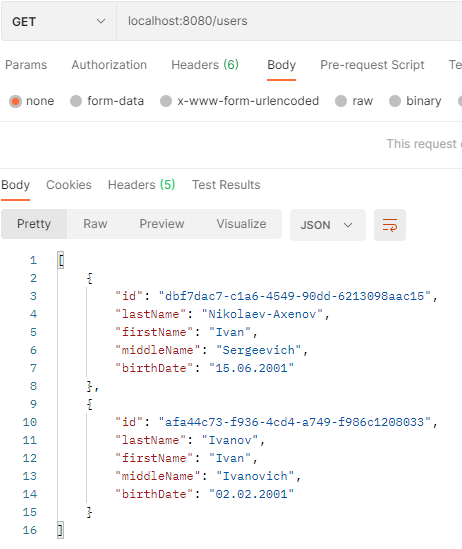 GET localhost:8080/users
Params Authorization Headers (6) Body Pre-request Script Te
none form-data x-www-form-urlencoded raw binary
This request
Body Cookies Headers (5) Test Results
Pretty Raw Preview Visualize JSON
1 [
2 {
3 "id": "dbf7dac7-c1a6-4549-90dd-6213098aac15",
4 "lastName": "Nikolaev-Axenov",
5 "firstName": "Ivan",
6 "middleName": "Sergeevich",
7 "birthDate": "15.06.2001"
8 },
9 {
10 "id": "afa44c73-f936-4cd4-a749-f986c1208033",
11 "lastName": "Ivanov",
12 "firstName": "Ivan",
13 "middleName": "Ivanovich",
14 "birthDate": "02.02.2001"
15 }
16 ]